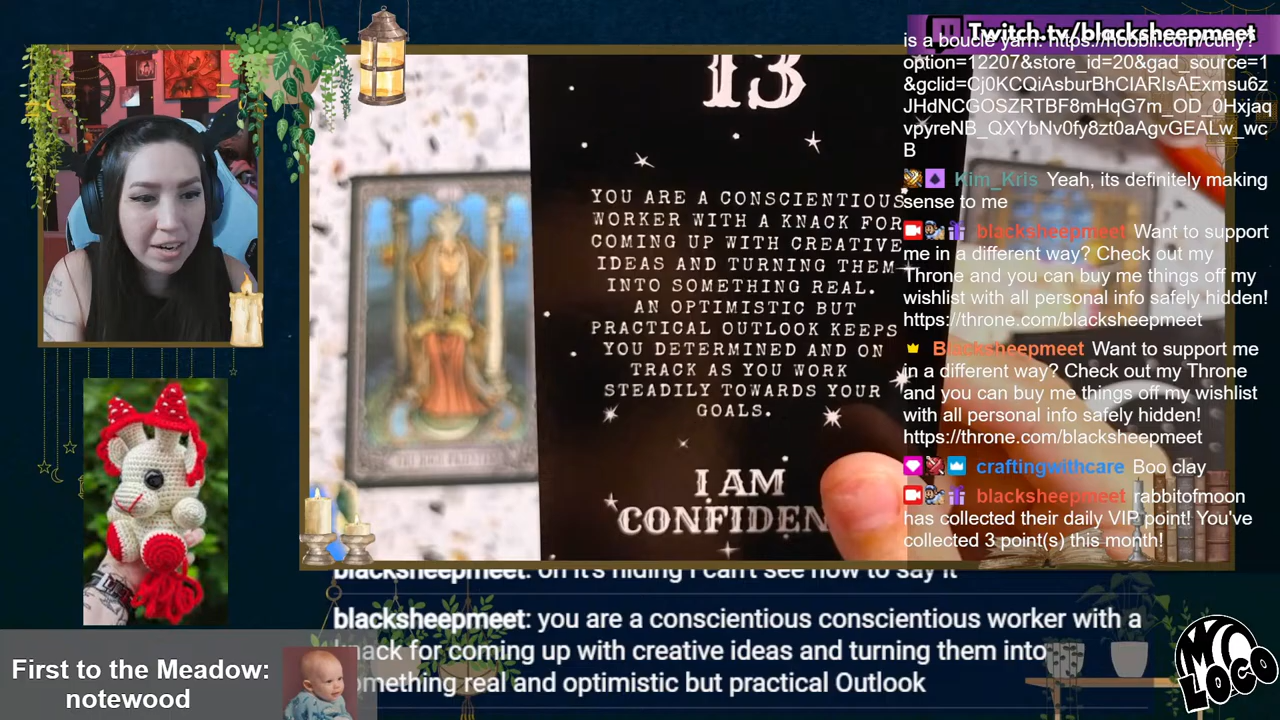 Twitch.tv/blacksheepmeet
is a boucle yarn: https://hobbii.com/curly?
option=12207&store_id=20&gad_source=1
&gclid=Cj0KCQiAsburBhCIARIsAExmsu6z
JHdNCGOSZRTBF8mHqG7m_OD_0Hxjaq
vpyreNB_QXYbNv0fy8zt0aAgvGEALw_wc
B
Kim_Kris Yeah, its definitely making
sense to me
blacksheepmeet Want to support
me in a different way? Check out my
Throne and you can buy me things off my
wishlist with all personal info safely hidden!
https://throne.com/blacksheepmeet
Blacksheepmeet Want to support me
in a different way? Check out my Throne
and you can buy me things off my wishlist
with all personal info safely hidden!
https://throne.com/blacksheepmeet
craftingwithcare Boo clay
blacksheepmeet rabbitofmoon
has collected their daily VIP point! You've
collected 3 point(s) this month!
13
YOU ARE A CONSCIENTIOUS
WORKER WITH A KNACK FOR
COMING UP WITH CREATIVE
IDEAS AND TURNING THEM
INTO SOMETHING REAL.
AN OPTIMISTIC BUT
PRACTICAL OUTLOOK KEEPS
YOU DETERMINED AND ON
TRACK AS YOU WORK
STEADILY TOWARDS YOUR
GOALS.
I AM
CONFIDEN
THE HIGH PRIESTESS
blacksheepmeet: oh it's hiding I can't see how to say it
blacksheepmeet: you are a conscientious conscientious worker with a
knack for coming up with creative ideas and turning them into
something real and optimistic but practical Outlook
First to the Meadow:
notewood
MC
LOCO